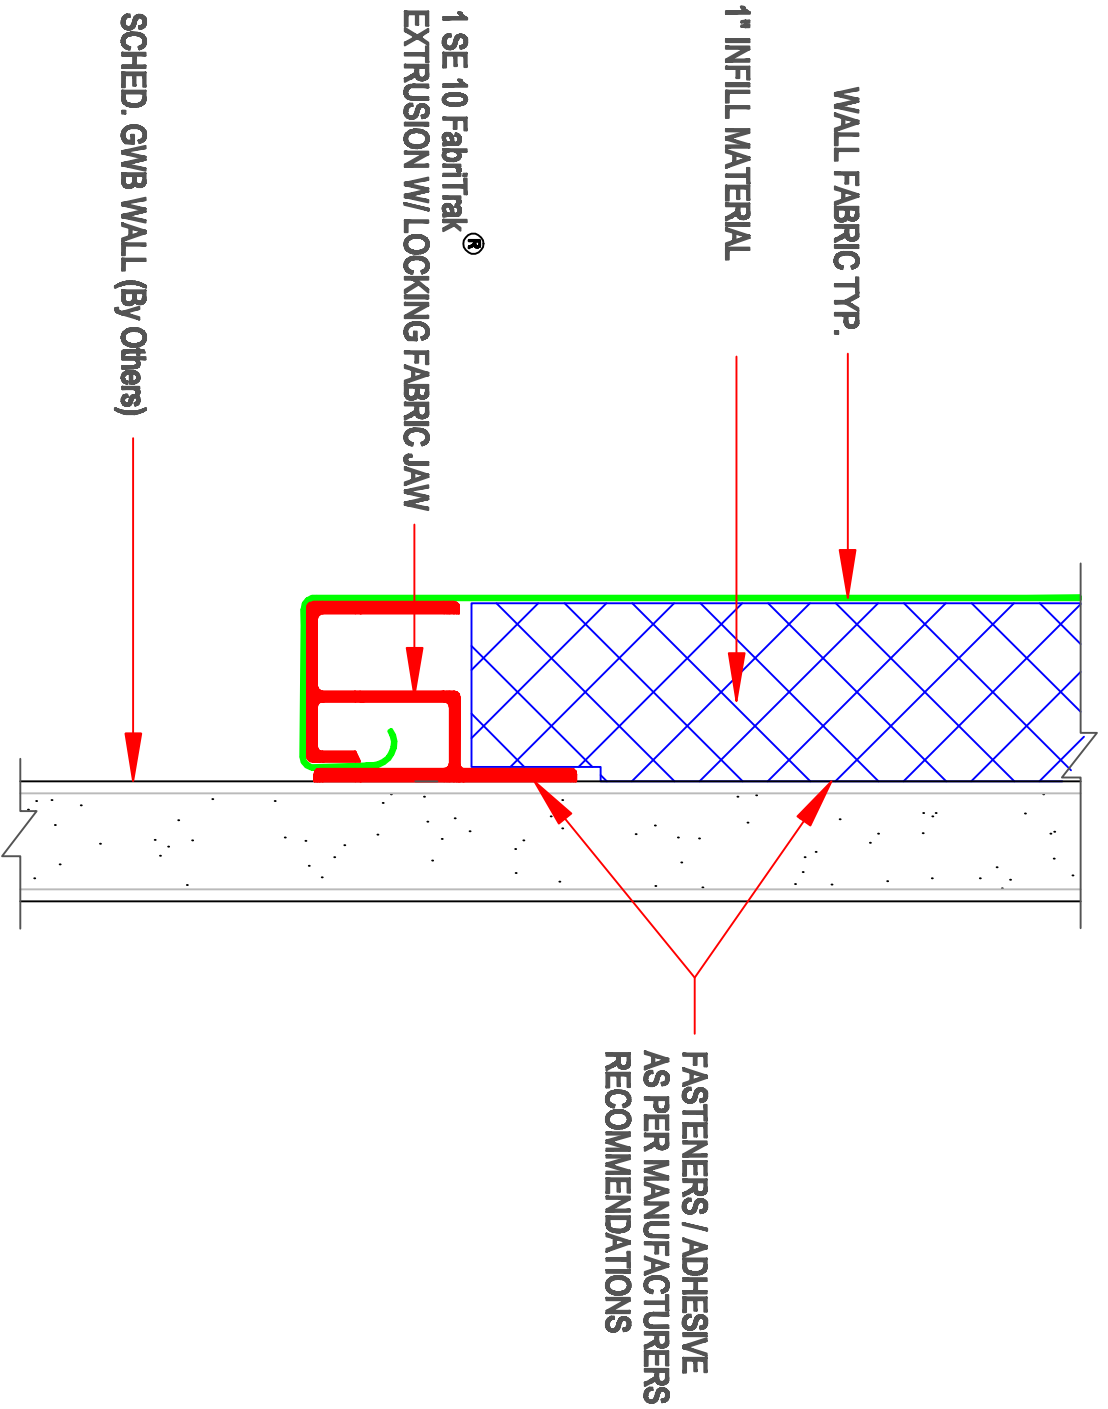 WALL FABRIC TYP.
1" INFILL MATERIAL
1 SE 10 FabriTrak®
EXTRUSION W/ LOCKING FABRIC JAW
SCHED. GWB WALL (By Others)
FASTENERS / ADHESIVE
AS PER MANUFACTURERS
RECOMMENDATIONS